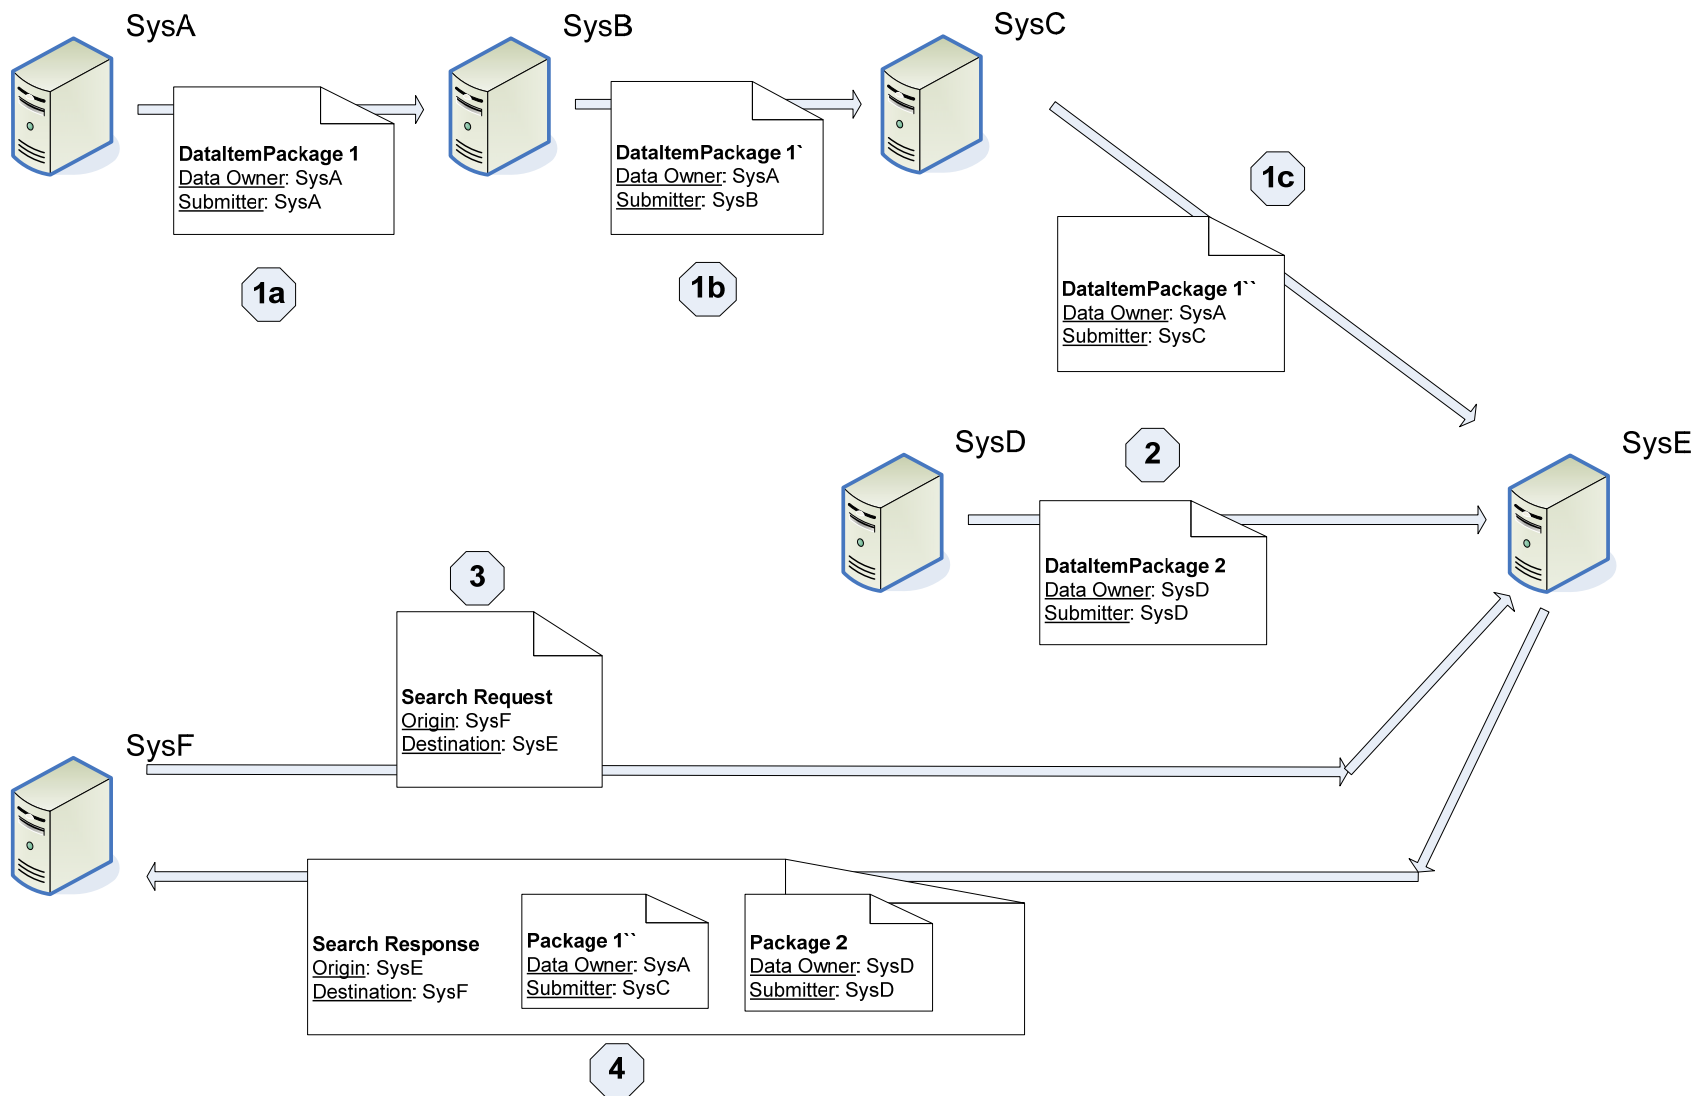 SysA
SysB
SysC
DataItemPackage 1
Data Owner: SysA
Submitter: SysA
1a
DataItemPackage 1`
Data Owner: SysA
Submitter: SysB
1b
1c
DataItemPackage 1``
Data Owner: SysA
Submitter: SysC
SysD
2
SysE
DataItemPackage 2
Data Owner: SysD
Submitter: SysD
3
Search Request
Origin: SysF
Destination: SysE
SysF
Search Response
Origin: SysE
Destination: SysF
Package 1``
Data Owner: SysA
Submitter: SysC
Package 2
Data Owner: SysD
Submitter: SysD
4